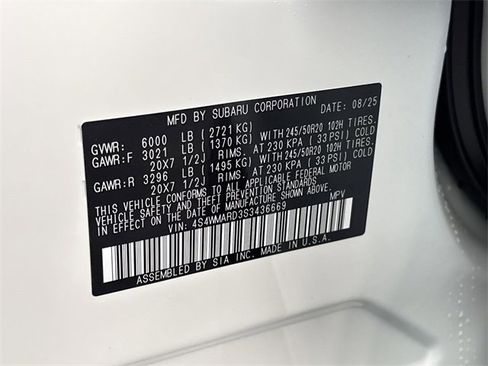 MFD BY SUBARU CORPORATION DATE: 08/25
GVWR: 6000 LB ( 2721 KG)
GAWR:F 3021 LB ( 1370 KG) WITH 245/50R20 102H TIRES.
20X7 1/2J RIMS. AT 230 KPA ( 33 PSI) COLD
GAWR:R 3296 LB ( 1495 KG) WITH 245/50R20 102H TIRES.
20X7 1/2J RIMS. AT 230 KPA ( 33 PSI) COLD
THIS VEHICLE CONFORMS TO ALL APPLICABLE FEDERAL MOTOR
VEHICLE SAFETY AND THEFT PREVENTION STANDARDS
IN EFFECT ON THE DATE OF MANUFACTURE SHOWN ABOVE.
VIN: 4S4WMARD3S3436669 MPV
ASSEMBLED BY SIA INC. MADE IN U.S.A.